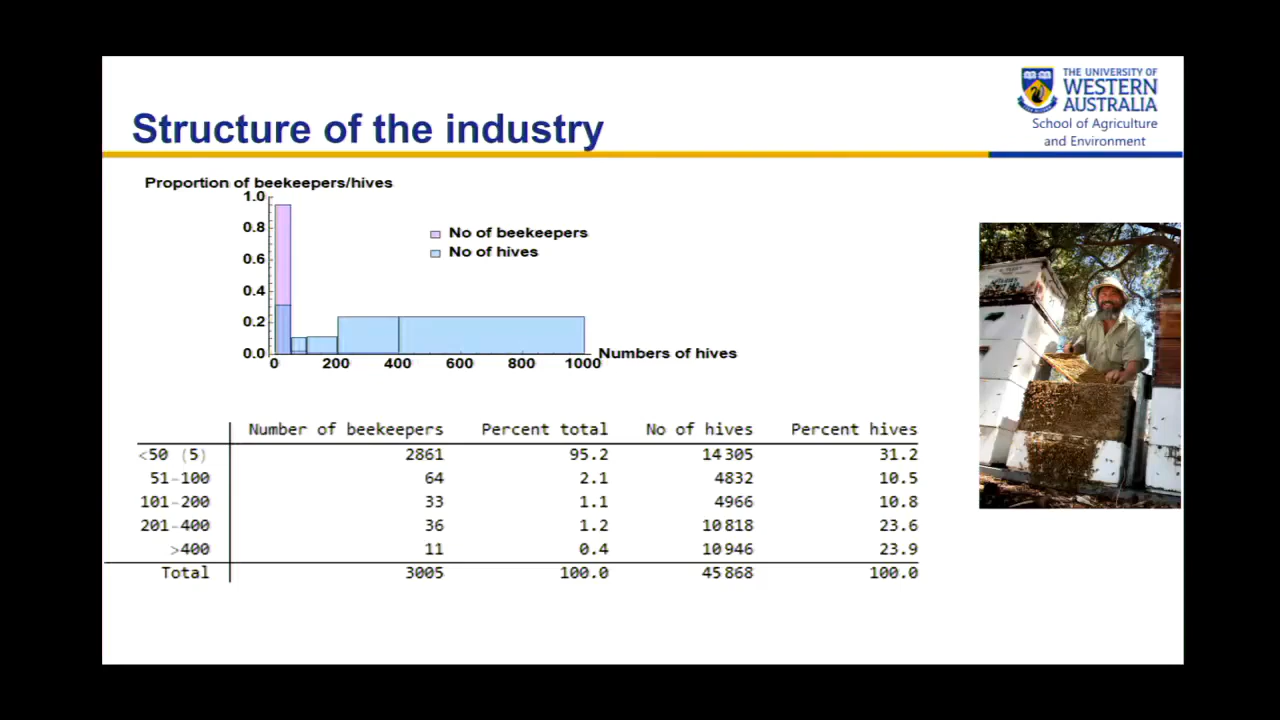 THE UNIVERSITY OF
WESTERN
AUSTRALIA
School of Agriculture
and Environment
Structure of the industry
Proportion of beekeepers/hives
1.0
0.8
0.6
0.4
0.2
0.0
No of beekeepers
No of hives
0 200 400 600 800 1000
Numbers of hives
Number of beekeepers Percent total No of hives Percent hives
<50 (5) 2861 95.2 14305 31.2
51-100 64 2.1 4832 10.5
101-200 33 1.1 4966 10.8
201-400 36 1.2 10818 23.6
>400 11 0.4 10946 23.9
Total 3005 100.0 45868 100.0